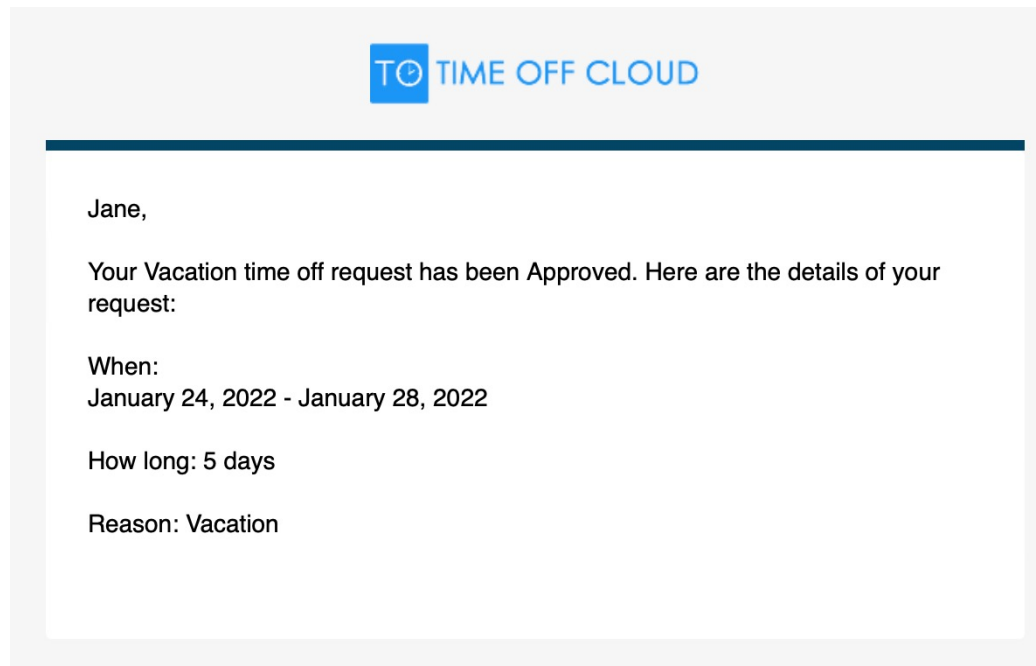 TO TIME OFF CLOUD
Jane,
Your Vacation time off request has been Approved. Here are the details of your
request:
When:
January 24, 2022 - January 28, 2022
How long: 5 days
Reason: Vacation